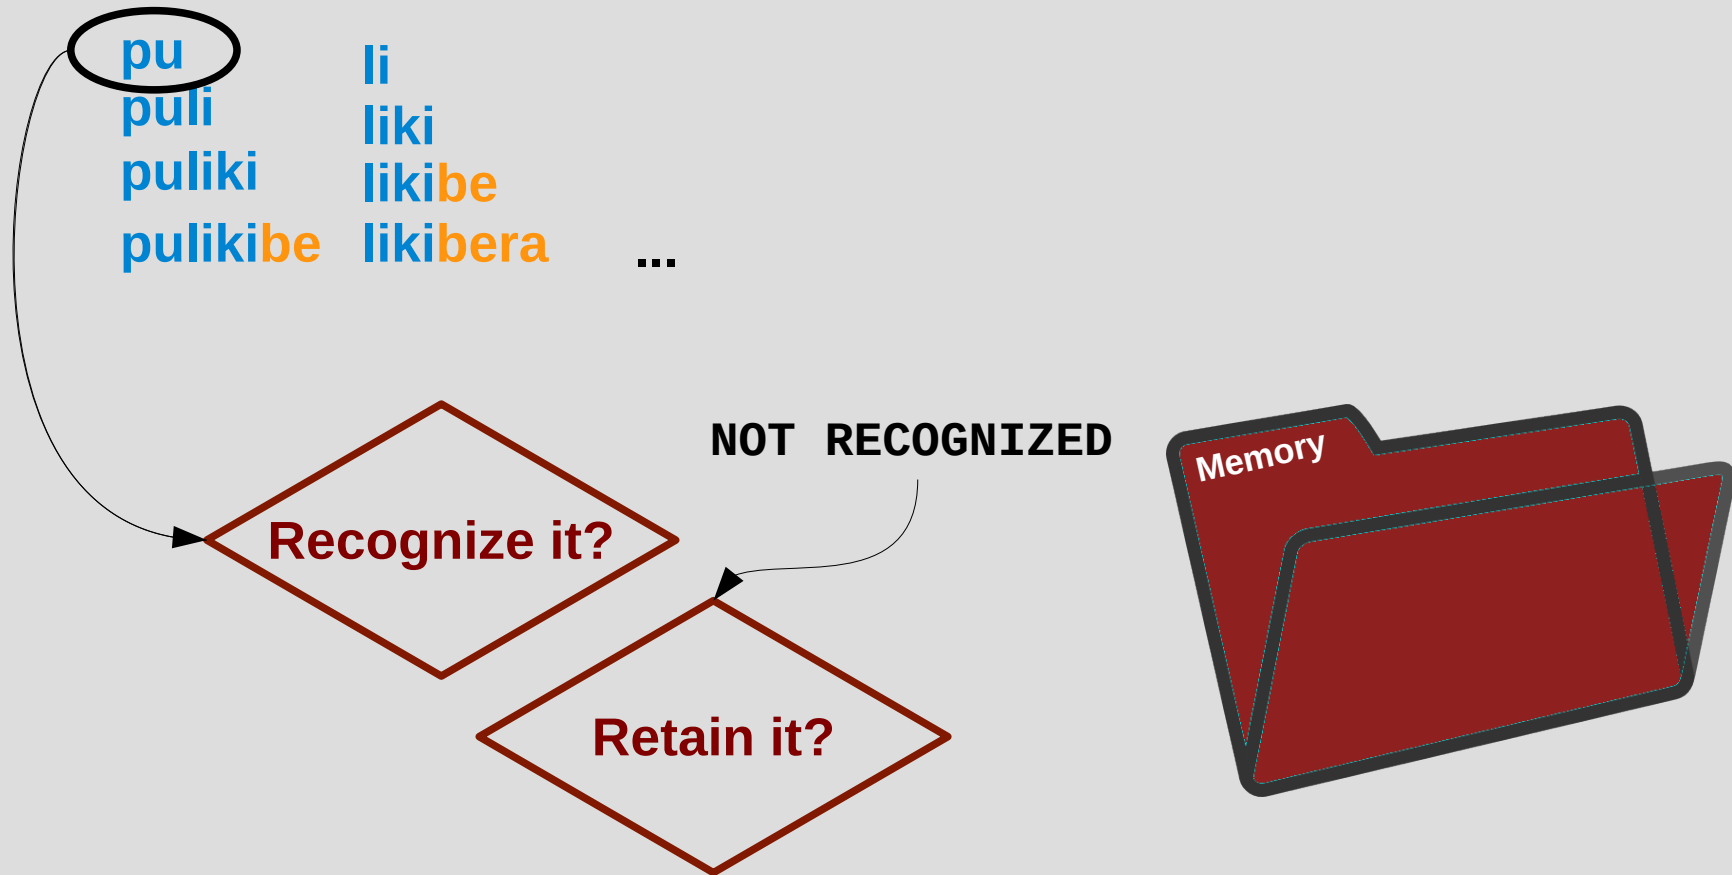 pu
puli
puliki
pulikibe
li
liki
likibe
likibera
...
NOT RECOGNIZED
Memory
Recognize it?
Retain it?